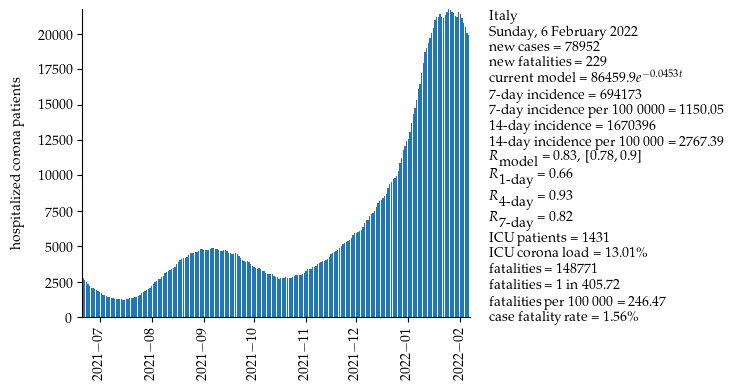 hospitalized corona patients
20000
17500
15000
12500
10000
7500
5000
2500
0
2021−07
2021−08
2021−09
2021−10
2021−11
2021−12
2022−01
2022−02
Italy
Sunday, 6 February 2022
new cases = 78952
new fatalities = 229
current model = 86459.9e^−0.0453t
7-day incidence = 694173
7-day incidence per 100 0000 = 1150.05
14-day incidence = 1670396
14-day incidence per 100 000 = 2767.39
R_model = 0.83, [0.78, 0.9]
R_1-day = 0.66
R_4-day = 0.93
R_7-day = 0.82
ICU patients = 1431
ICU corona load = 13.01%
fatalities = 148771
fatalities = 1 in 405.72
fatalities per 100 000 = 246.47
case fatality rate = 1.56%